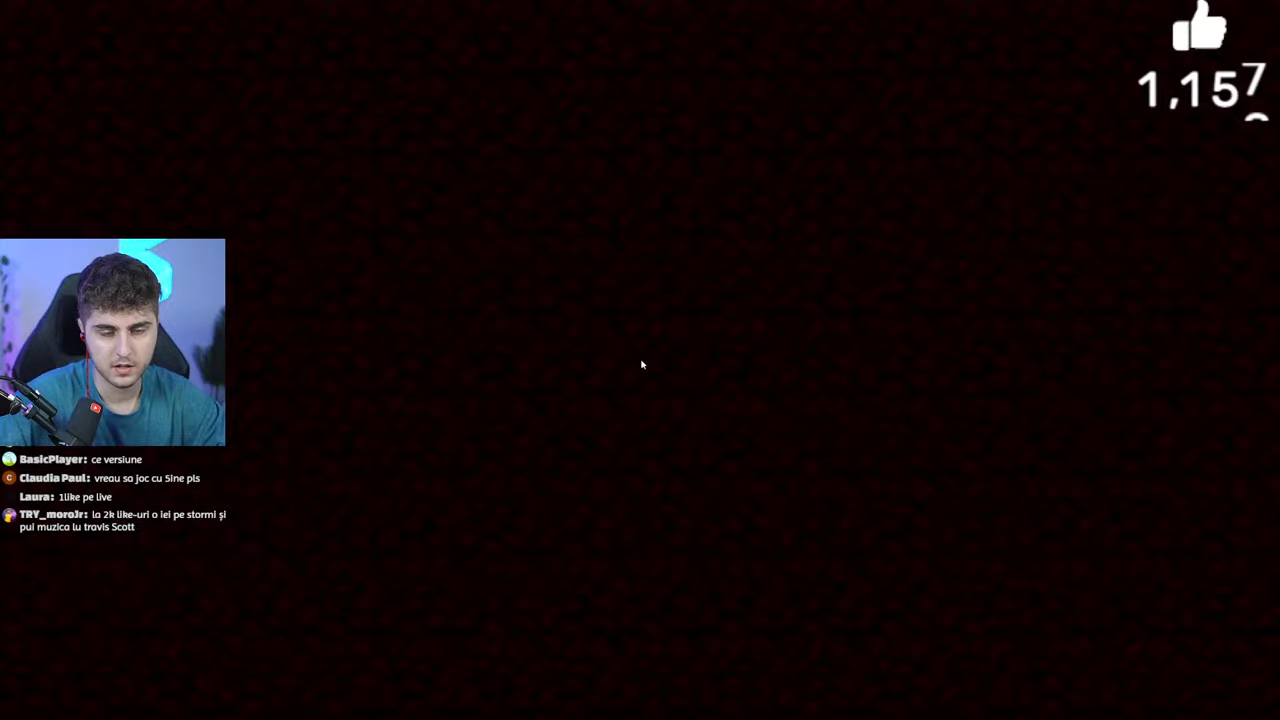 1,157
BasicPlayer: ce versiune
C Claudia Paul: vreau sa joc cu 5ine pls
Laura: 1like pe live
TRY_moroJr: la 2k like-uri o iei pe stormi și
pui muzica lu travis Scott